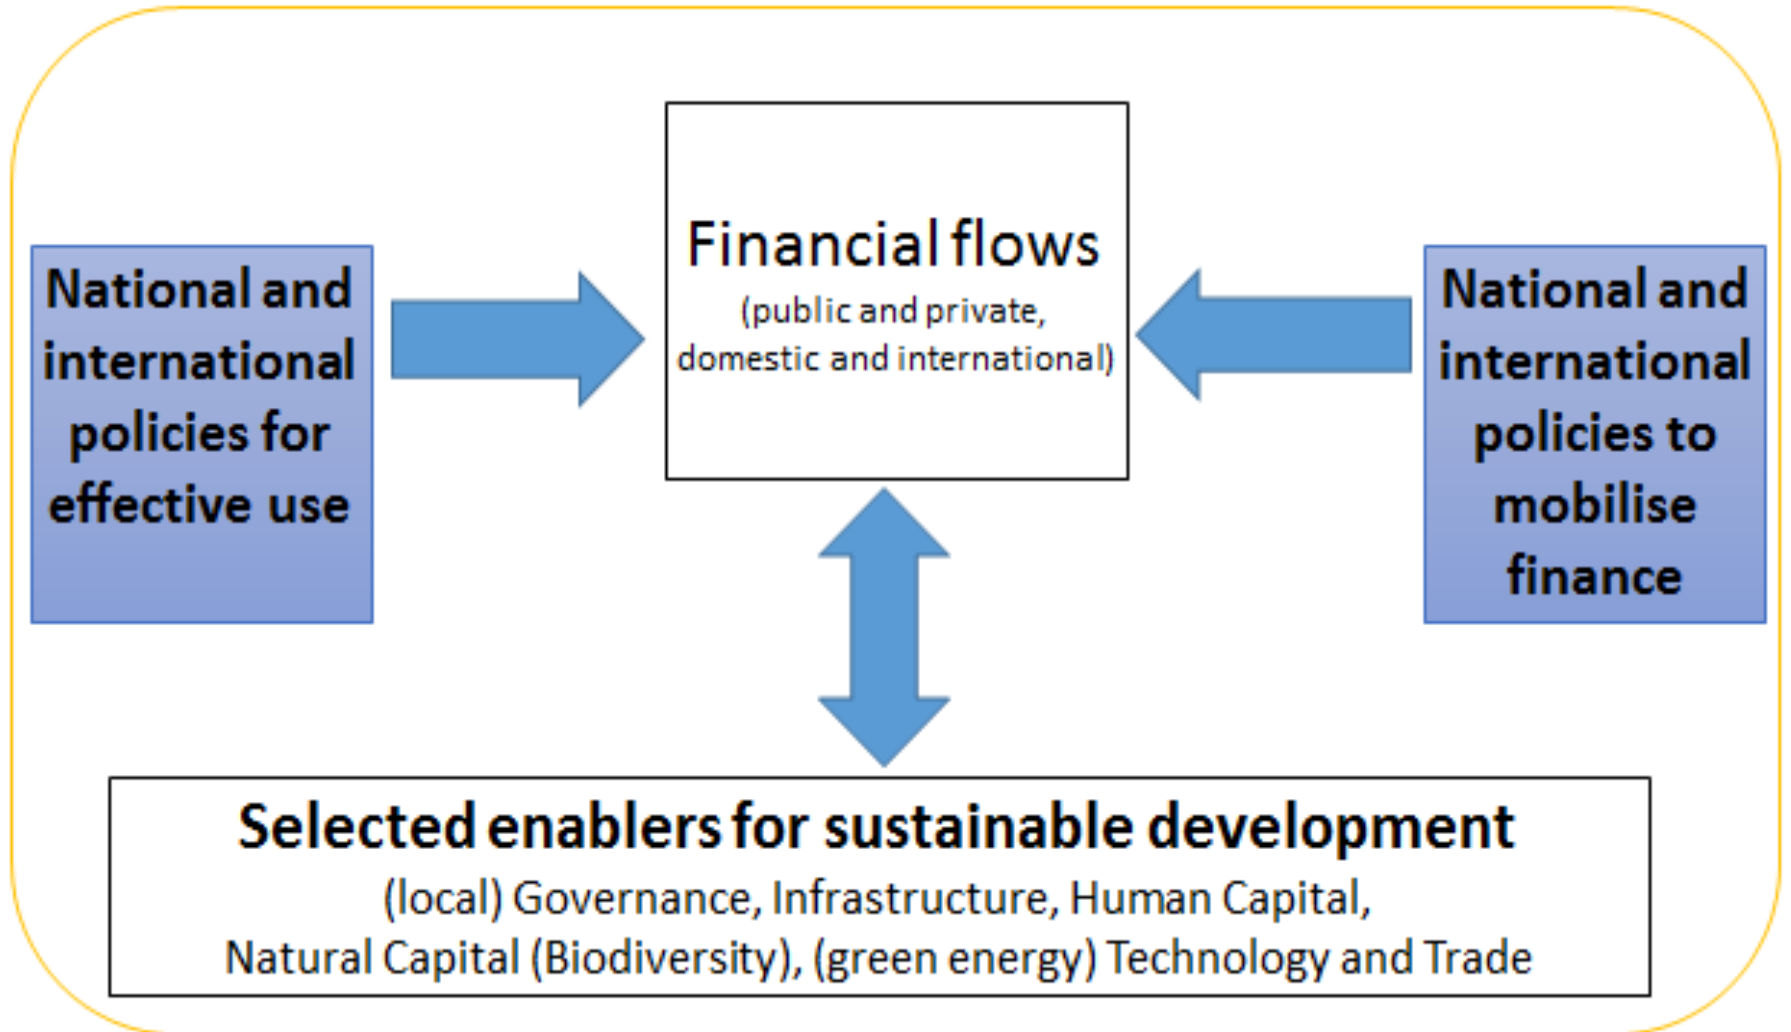 Financial flows
(public and private,
domestic and international)
National and
international
policies for
effective use
National and
international
policies to
mobilise
finance
Selected enablers for sustainable development
(local) Governance, Infrastructure, Human Capital,
Natural Capital (Biodiversity), (green energy) Technology and Trade